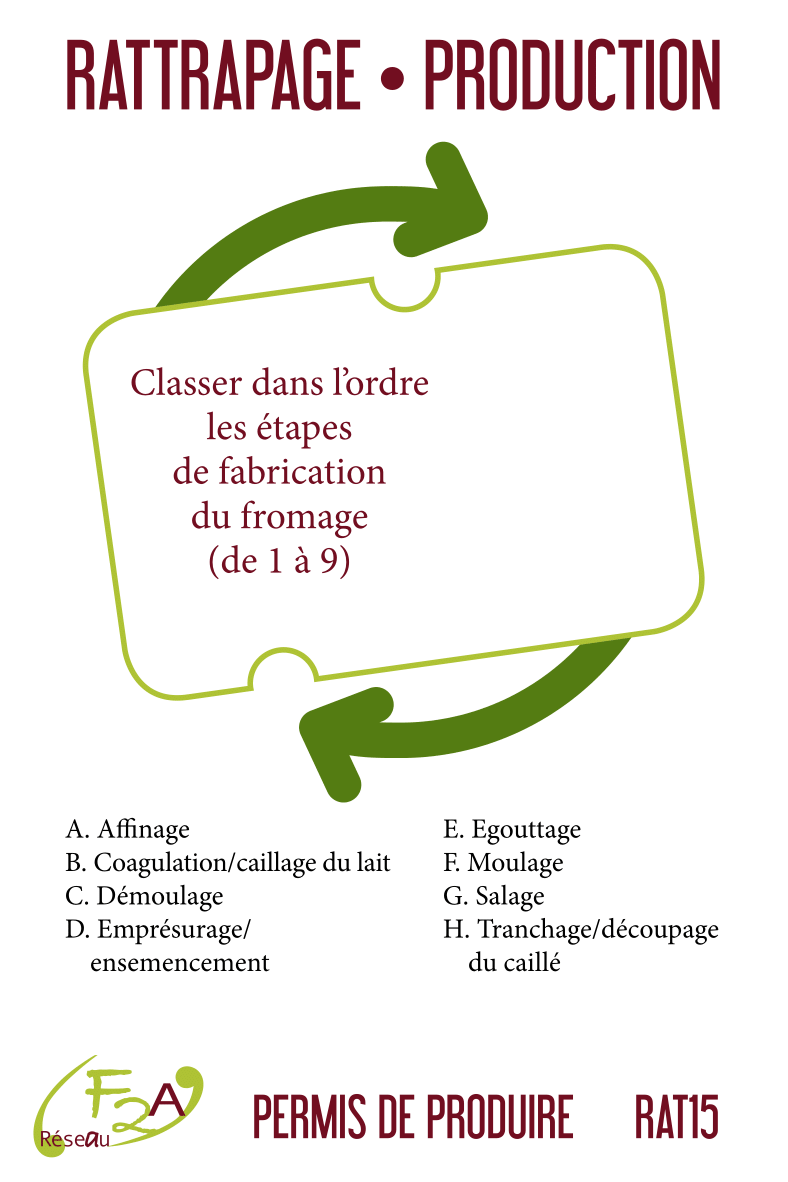 RATTRAPAGE • PRODUCTION
Classer dans l’ordre
les étapes
de fabrication
du fromage
(de 1 à 9)
A. Affinage
B. Coagulation/caillage du lait
C. Démoulage
D. Emprésurage/
ensemencement
E. Egouttage
F. Moulage
G. Salage
H. Tranchage/découpage
du caillé
F2A
Réseau
PERMIS DE PRODUIRE
RAT15